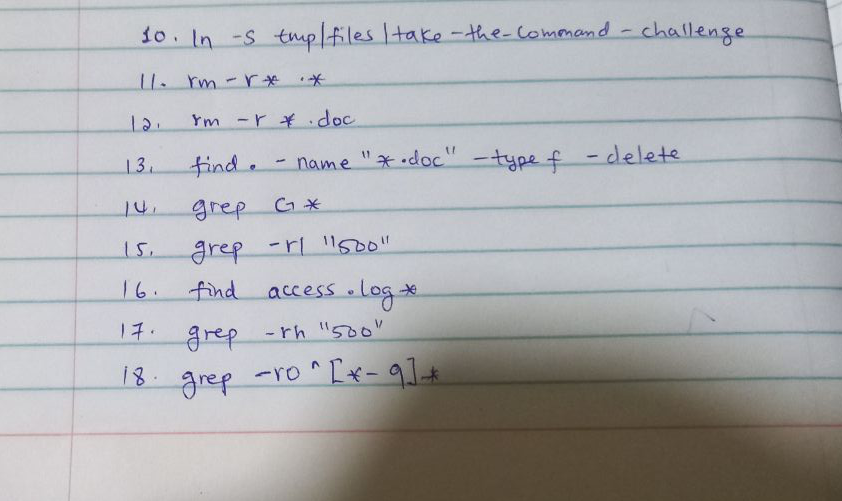 10. ln -s tmp/files/take-the-command-challenge
11. rm -r * .*
12. rm -r *.doc
13. find . -name "*.doc" -type f -delete
14. grep G*
15. grep -rl "500"
16. find access.log*
17. grep -rh "500"
18. grep -ro ^[*-9]*